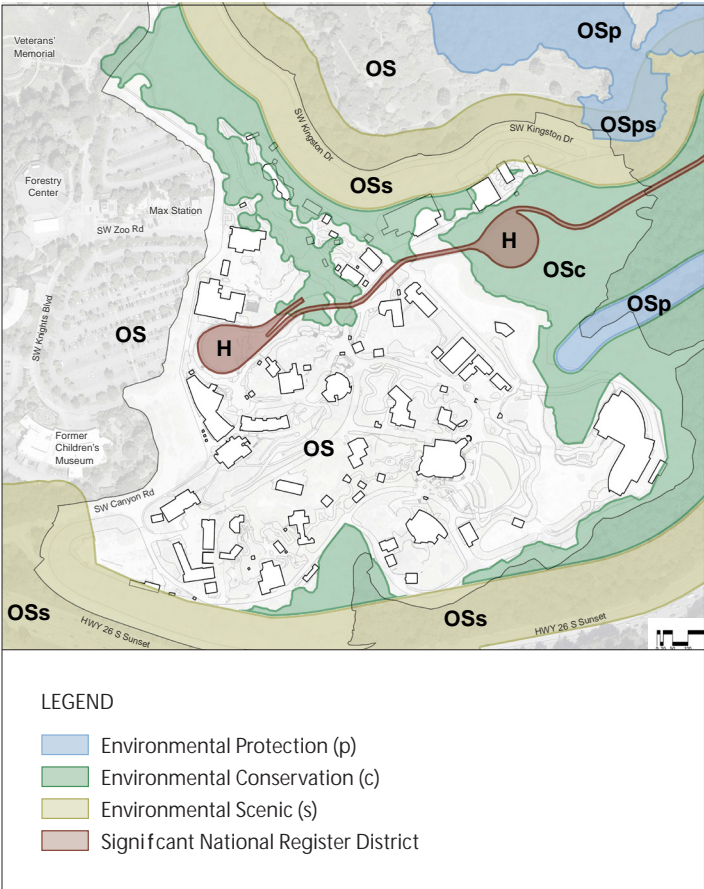 Veterans'
Memorial
OSp
OS
OSps
SW Kingston Dr
SW Kingston Dr
OSs
Forestry
Center
Max Station
SW Zoo Rd
H
OSc
OSp
SW Knights Blvd
OS
H
Former
Children's
Museum
OS
SW Canyon Rd
OSs
HWY 26 S Sunset
OSs
HWY 26 S Sunset
LEGEND
Environmental Protection (p)
Environmental Conservation (c)
Environmental Scenic (s)
Signifcant National Register District